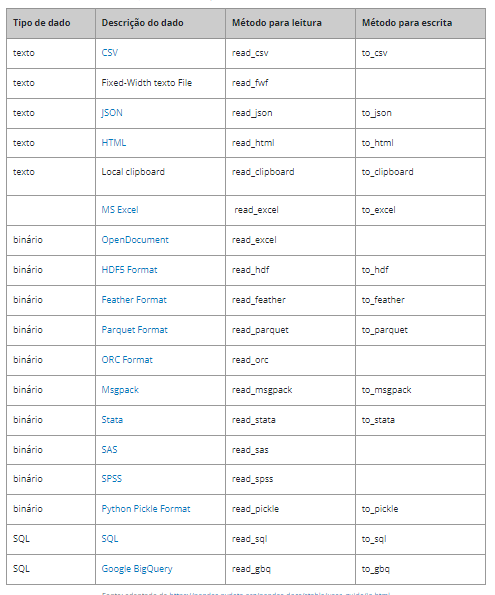 Tipo de dado Descrição do dado Método para leitura Método para escrita
texto CSV read_csv to_csv
texto Fixed-Width texto File read_fwf
texto JSON read_json to_json
texto HTML read_html to_html
texto Local clipboard read_clipboard to_clipboard
MS Excel read_excel to_excel
binário OpenDocument read_excel
binário HDF5 Format read_hdf to_hdf
binário Feather Format read_feather to_feather
binário Parquet Format read_parquet to_parquet
binário ORC Format read_orc
binário Msgpack read_msgpack to_msgpack
binário Stata read_stata to_stata
binário SAS read_sas
binário SPSS read_spss
binário Python Pickle Format read_pickle to_pickle
SQL SQL read_sql to_sql
SQL Google BigQuery read_gbq to_gbq